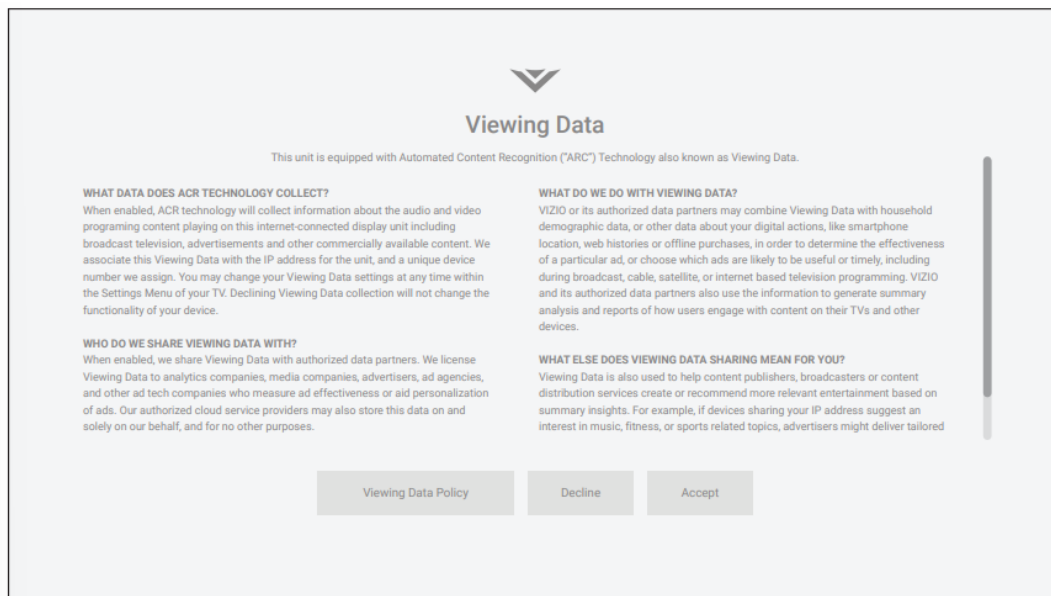 Viewing Data
This unit is equipped with Automated Content Recognition ("ARC") Technology also known as Viewing Data.
WHAT DATA DOES ACR TECHNOLOGY COLLECT?
When enabled, ACR technology will collect information about the audio and video
programing content playing on this internet-connected display unit including
broadcast television, advertisements and other commercially available content. We
associate this Viewing Data with the IP address for the unit, and a unique device
number we assign. You may change your Viewing Data settings at any time within
the Settings Menu of your TV. Declining Viewing Data collection will not change the
functionality of your device.
WHO DO WE SHARE VIEWING DATA WITH?
When enabled, we share Viewing Data with authorized data partners. We license
Viewing Data to analytics companies, media companies, advertisers, ad agencies,
and other ad tech companies who measure ad effectiveness or aid personalization
of ads. Our authorized cloud service providers may also store this data on and
solely on our behalf, and for no other purposes.
WHAT DO WE DO WITH VIEWING DATA?
VIZIO or its authorized data partners may combine Viewing Data with household
demographic data, or other data about your digital actions, like smartphone
location, web histories or offline purchases, in order to determine the effectiveness
of a particular ad, or choose which ads are likely to be useful or timely, including
during broadcast, cable, satellite, or internet based television programming. VIZIO
and its authorized data partners also use the information to generate summary
analysis and reports of how users engage with content on their TVs and other
devices.
WHAT ELSE DOES VIEWING DATA SHARING MEAN FOR YOU?
Viewing Data is also used to help content publishers, broadcasters or content
distribution services create or recommend more relevant entertainment based on
summary insights. For example, if devices sharing your IP address suggest an
interest in music, fitness, or sports related topics, advertisers might deliver tailored
Viewing Data Policy
Decline
Accept